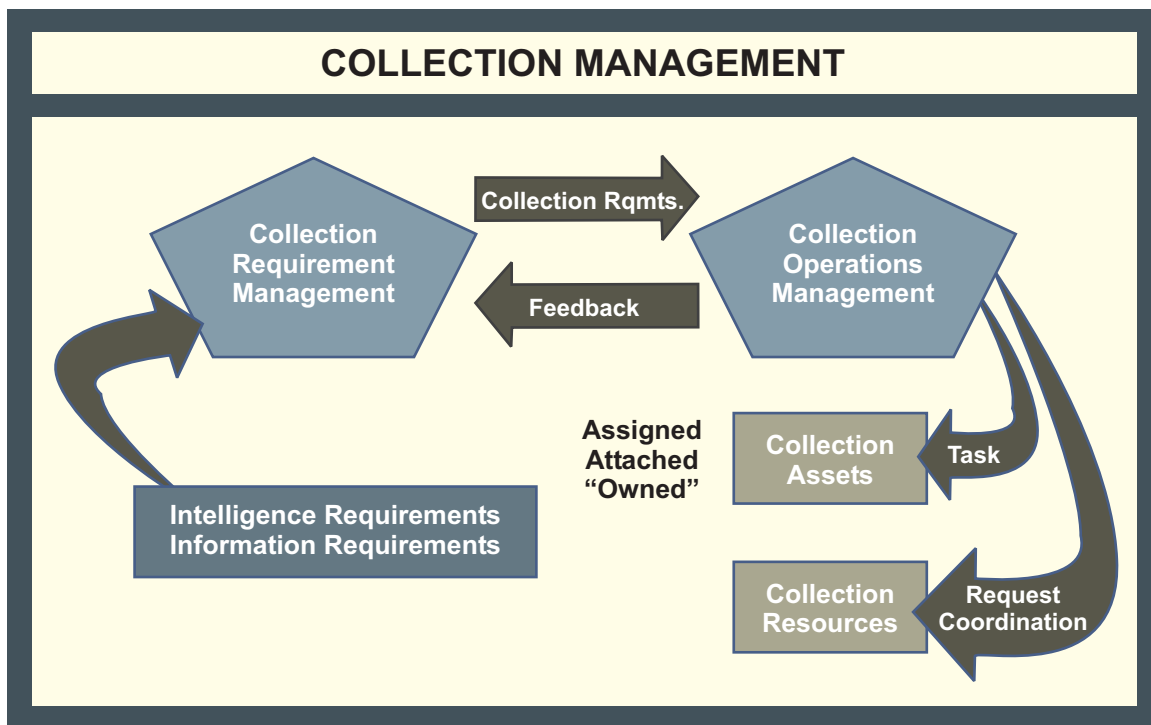 COLLECTION MANAGEMENT
Collection
Requirement
Management
Collection Rqmts.
Feedback
Collection
Operations
Management
Intelligence Requirements
Information Requirements
Assigned
Attached
“Owned”
Collection
Assets
Task
Collection
Resources
Request
Coordination